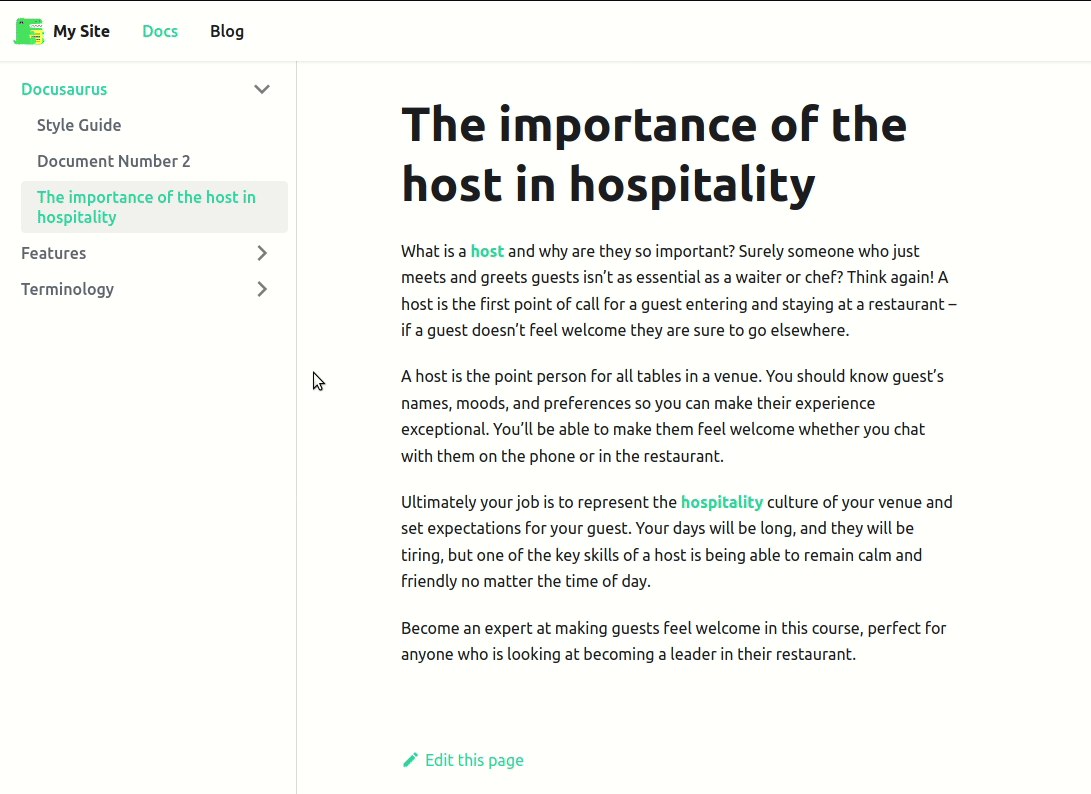 My Site Docs Blog
Docusaurus
Style Guide
Document Number 2
The importance of the host in
hospitality
Features
Terminology
The importance of the
host in hospitality
What is a host and why are they so important? Surely someone who just
meets and greets guests isn’t as essential as a waiter or chef? Think again! A
host is the first point of call for a guest entering and staying at a restaurant –
if a guest doesn’t feel welcome they are sure to go elsewhere.
A host is the point person for all tables in a venue. You should know guest’s
names, moods, and preferences so you can make their experience
exceptional. You’ll be able to make them feel welcome whether you chat
with them on the phone or in the restaurant.
Ultimately your job is to represent the hospitality culture of your venue and
set expectations for your guest. Your days will be long, and they will be
tiring, but one of the key skills of a host is being able to remain calm and
friendly no matter the time of day.
Become an expert at making guests feel welcome in this course, perfect for
anyone who is looking at becoming a leader in their restaurant.
Edit this page